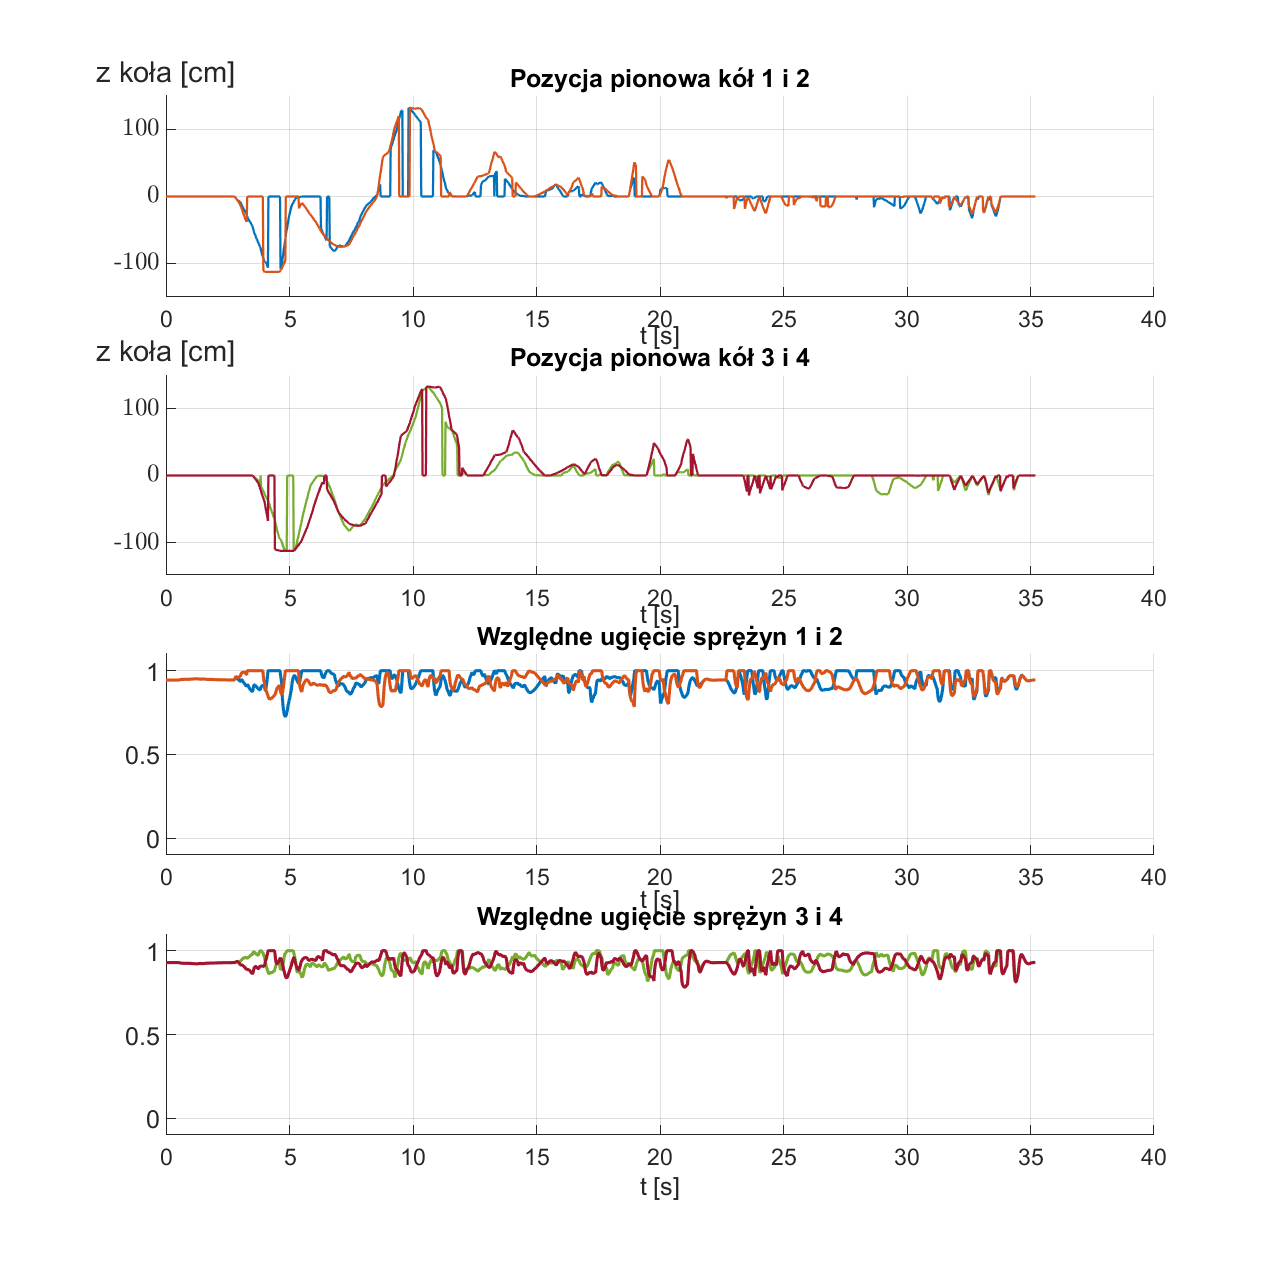 z koła [cm]
Pozycja pionowa kół 1 i 2
100
0
-100
0 5 10 15 20 25 30 35 40
t [s]
z koła [cm]
Pozycja pionowa kół 3 i 4
100
0
-100
0 5 10 15 20 25 30 35 40
t [s]
Względne ugięcie sprężyn 1 i 2
1
0.5
0
0 5 10 15 20 25 30 35 40
t [s]
Względne ugięcie sprężyn 3 i 4
1
0.5
0
0 5 10 15 20 25 30 35 40
t [s]